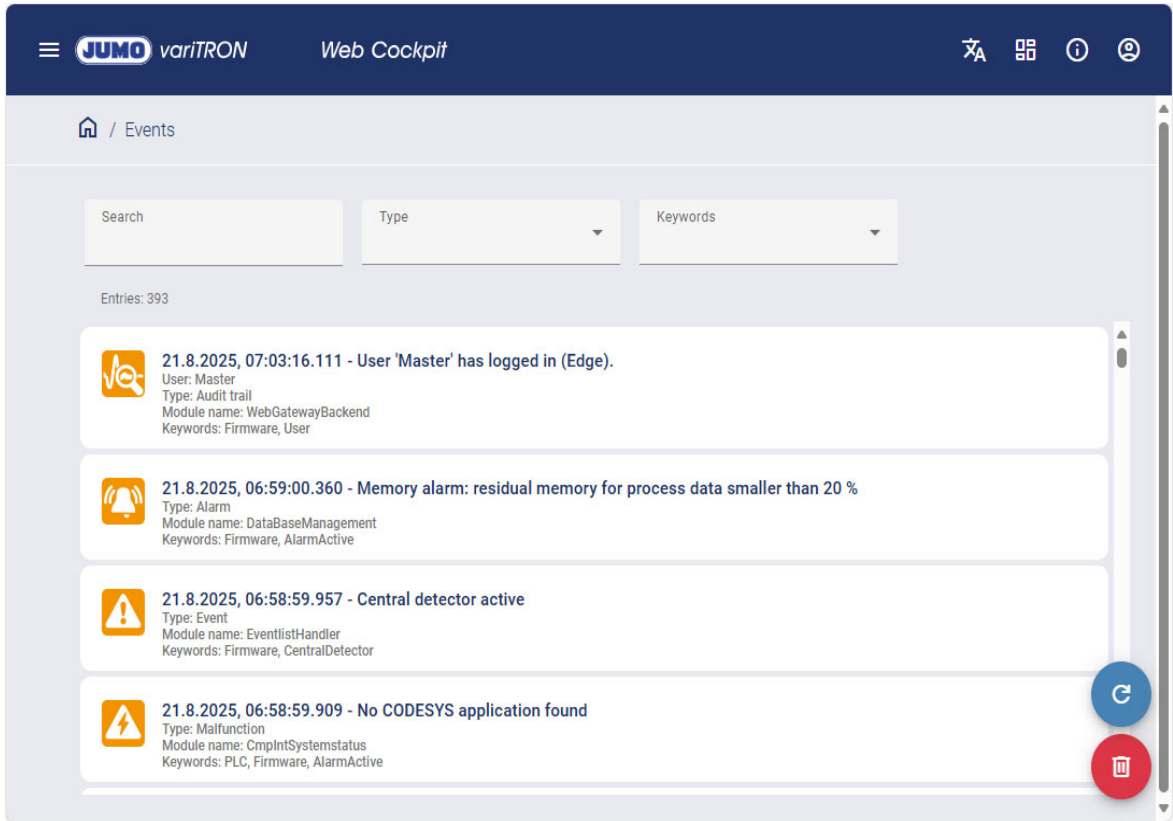 JUMO variTRON Web Cockpit
/ Events
Search Type Keywords
Entries: 393
21.8.2025, 07:03:16.111 - User 'Master' has logged in (Edge).
User: Master
Type: Audit trail
Module name: WebGatewayBackend
Keywords: Firmware, User
21.8.2025, 06:59:00.360 - Memory alarm: residual memory for process data smaller than 20 %
Type: Alarm
Module name: DataBaseManagement
Keywords: Firmware, AlarmActive
21.8.2025, 06:58:59.957 - Central detector active
Type: Event
Module name: EventlistHandler
Keywords: Firmware, CentralDetector
21.8.2025, 06:58:59.909 - No CODESYS application found
Type: Malfunction
Module name: CmpIntSystemstatus
Keywords: PLC, Firmware, AlarmActive